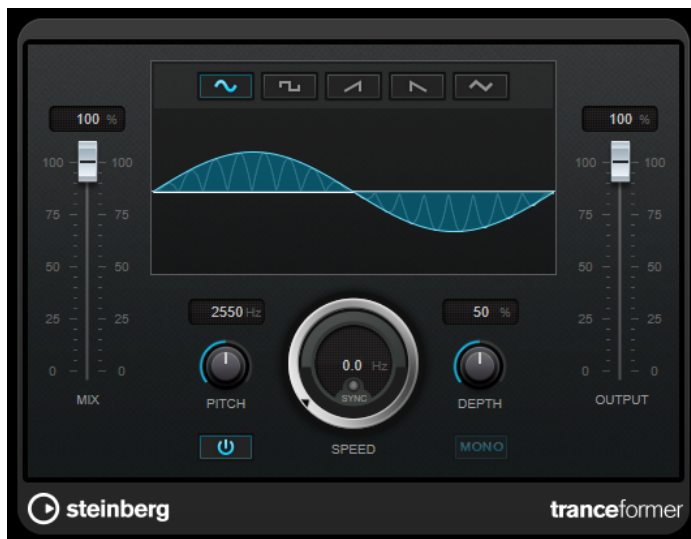 100 %
100 %
100 100
75 75
50 50
25 25
0 0
MIX
100 100
75 75
50 50
25 25
0 0
OUTPUT
2550 Hz
PITCH
0.0 Hz
SYNC
SPEED
50 %
DEPTH
MONO
steinberg
tranceformer